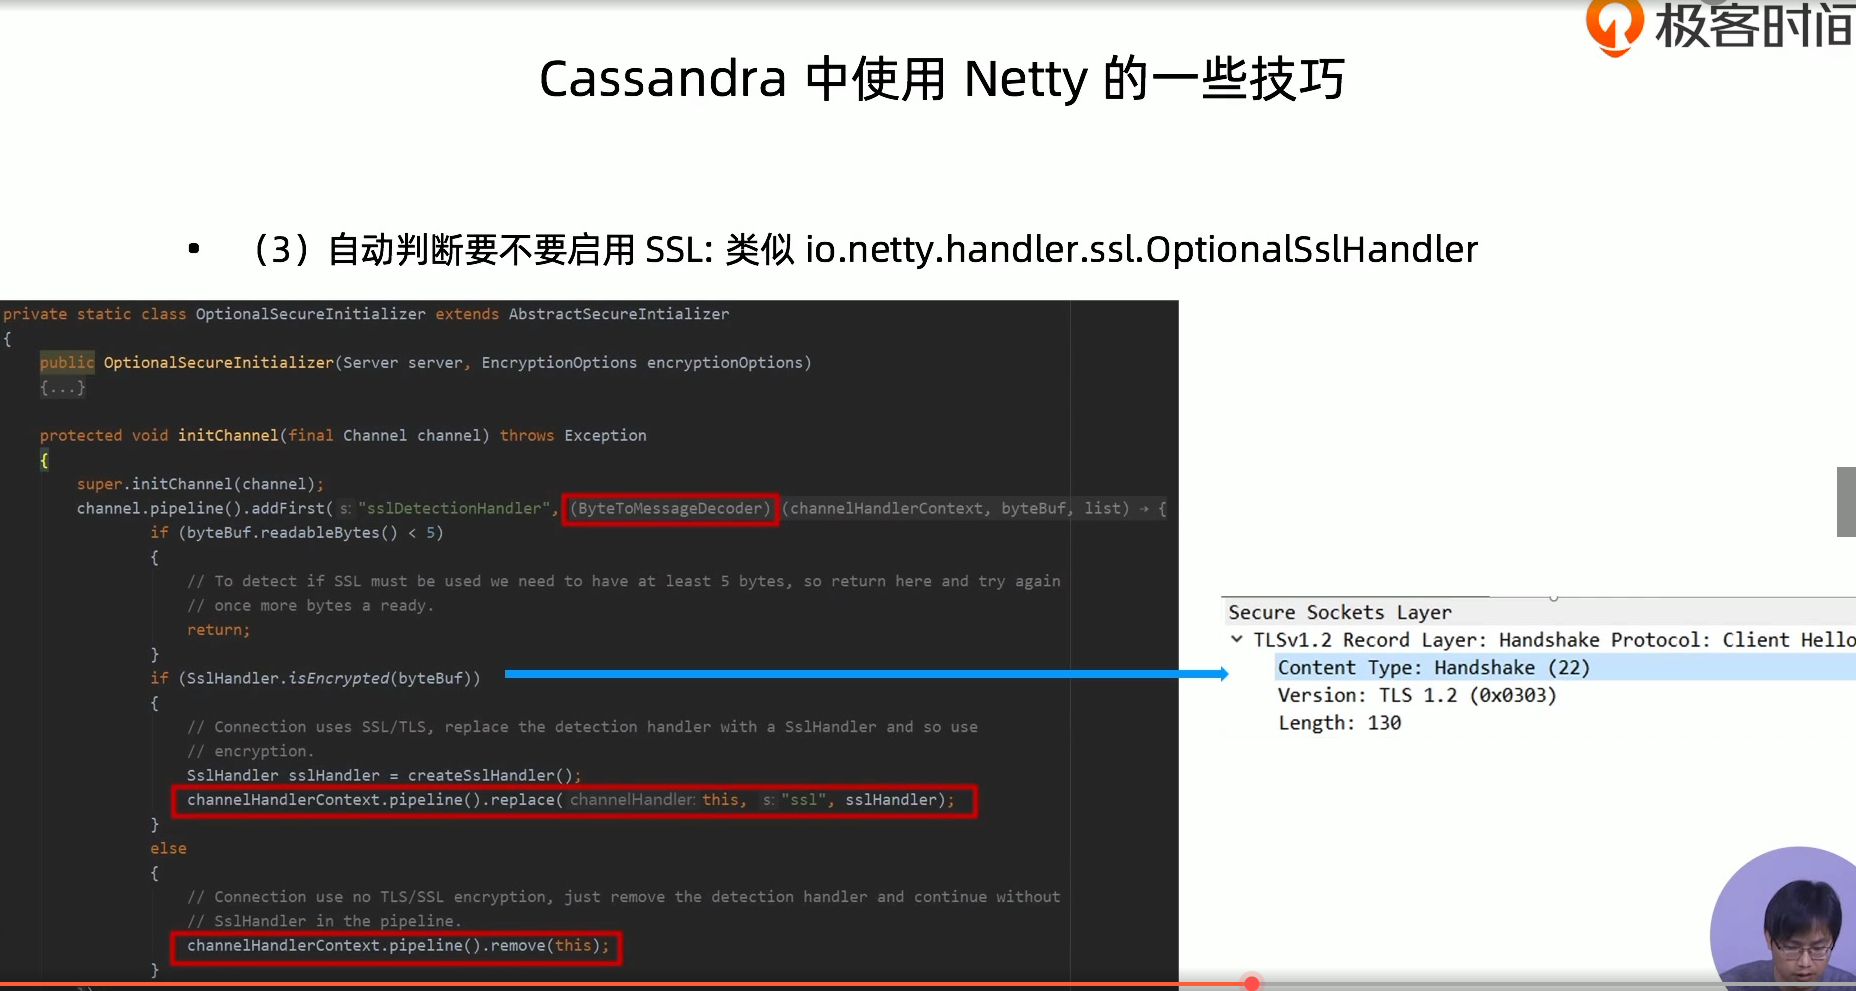 极客时间
Cassandra 中使用 Netty 的一些技巧
• （3）自动判断要不要启用 SSL: 类似 io.netty.handler.ssl.OptionalSslHandler
private static class OptionalSecureInitializer extends AbstractSecureIntializer
{
public OptionalSecureInitializer(Server server, EncryptionOptions encryptionOptions)
{...}
protected void initChannel(final Channel channel) throws Exception
{
super.initChannel(channel);
channel.pipeline().addFirst( s: "sslDetectionHandler", (ByteToMessageDecoder) (channelHandlerContext, byteBuf, list) → {
if (byteBuf.readableBytes() < 5)
{
// To detect if SSL must be used we need to have at least 5 bytes, so return here and try again
// once more bytes a ready.
return;
}
if (SslHandler.isEncrypted(byteBuf))
{
// Connection uses SSL/TLS, replace the detection handler with a SslHandler and so use
// encryption.
SslHandler sslHandler = createSslHandler();
channelHandlerContext.pipeline().replace( channelHandler: this, s: "ssl", sslHandler);
}
else
{
// Connection use no TLS/SSL encryption, just remove the detection handler and continue without
// SslHandler in the pipeline.
channelHandlerContext.pipeline().remove(this);
}
Secure Sockets Layer
TLSv1.2 Record Layer: Handshake Protocol: Client Hello
Content Type: Handshake (22)
Version: TLS 1.2 (0x0303)
Length: 130